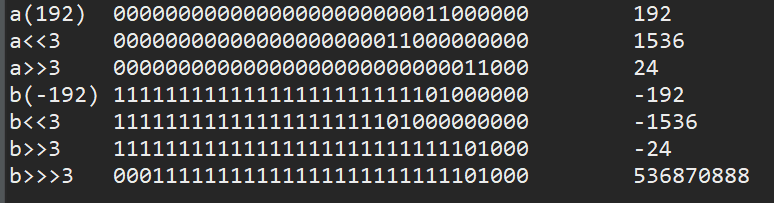 a(192) 00000000000000000000000011000000 192
a<<3 00000000000000000000011000000000 1536
a>>3 00000000000000000000000000011000 24
b(-192) 11111111111111111111111101000000 -192
b<<3 11111111111111111111101000000000 -1536
b>>3 11111111111111111111111111101000 -24
b>>>3 00011111111111111111111111101000 536870888